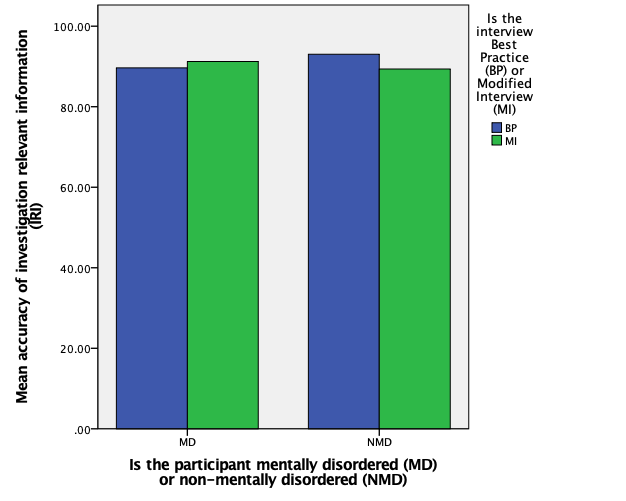 100.00
80.00
60.00
40.00
20.00
.00
Mean accuracy of investigation relevant information
(IRI)
MD
NMD
Is the participant mentally disordered (MD)
or non-mentally disordered (NMD)
Is the
interview
Best
Practice
(BP) or
Modified
Interview
(MI)
BP
MI